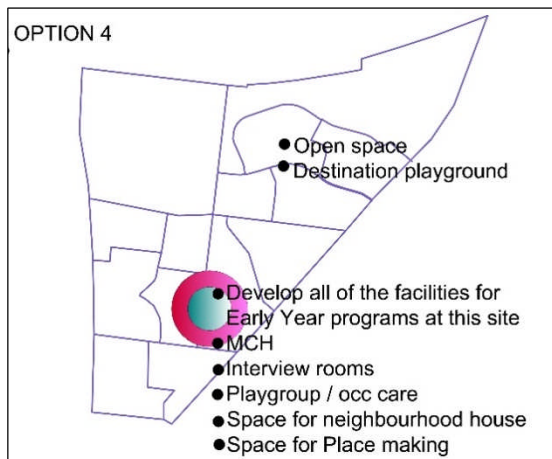 OPTION 4
● Open space
● Destination playground
● Develop all of the facilities for
Early Year programs at this site
● MCH
● Interview rooms
● Playgroup / occ care
● Space for neighbourhood house
● Space for Place making